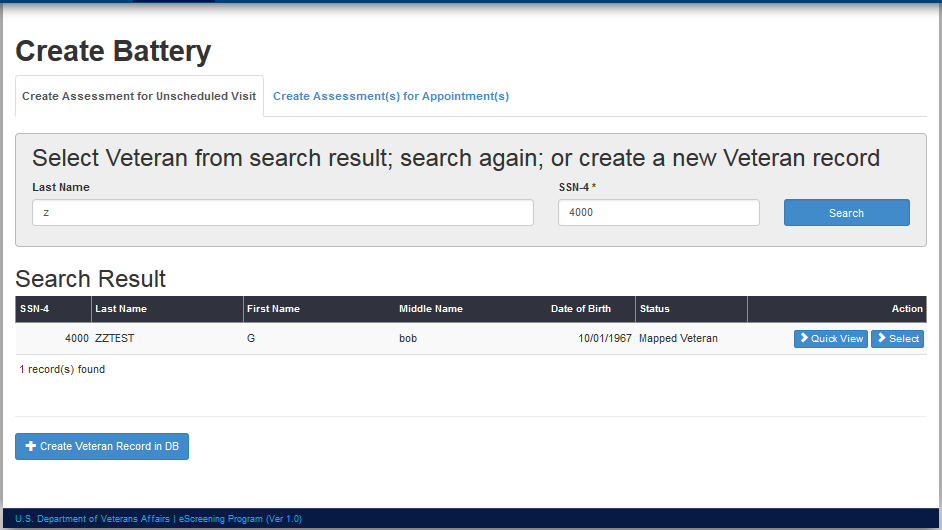 Create Battery
Create Assessment for Unscheduled Visit Create Assessment(s) for Appointment(s)
Select Veteran from search result; search again; or create a new Veteran record
Last Name SSN-4 *
z 4000 Search
Search Result
SSN-4 Last Name First Name Middle Name Date of Birth Status Action
4000 ZZTEST G bob 10/01/1967 Mapped Veteran Quick View Select
1 record(s) found
Create Veteran Record in DB
U.S. Department of Veterans Affairs | eScreening Program (Ver 1.0)